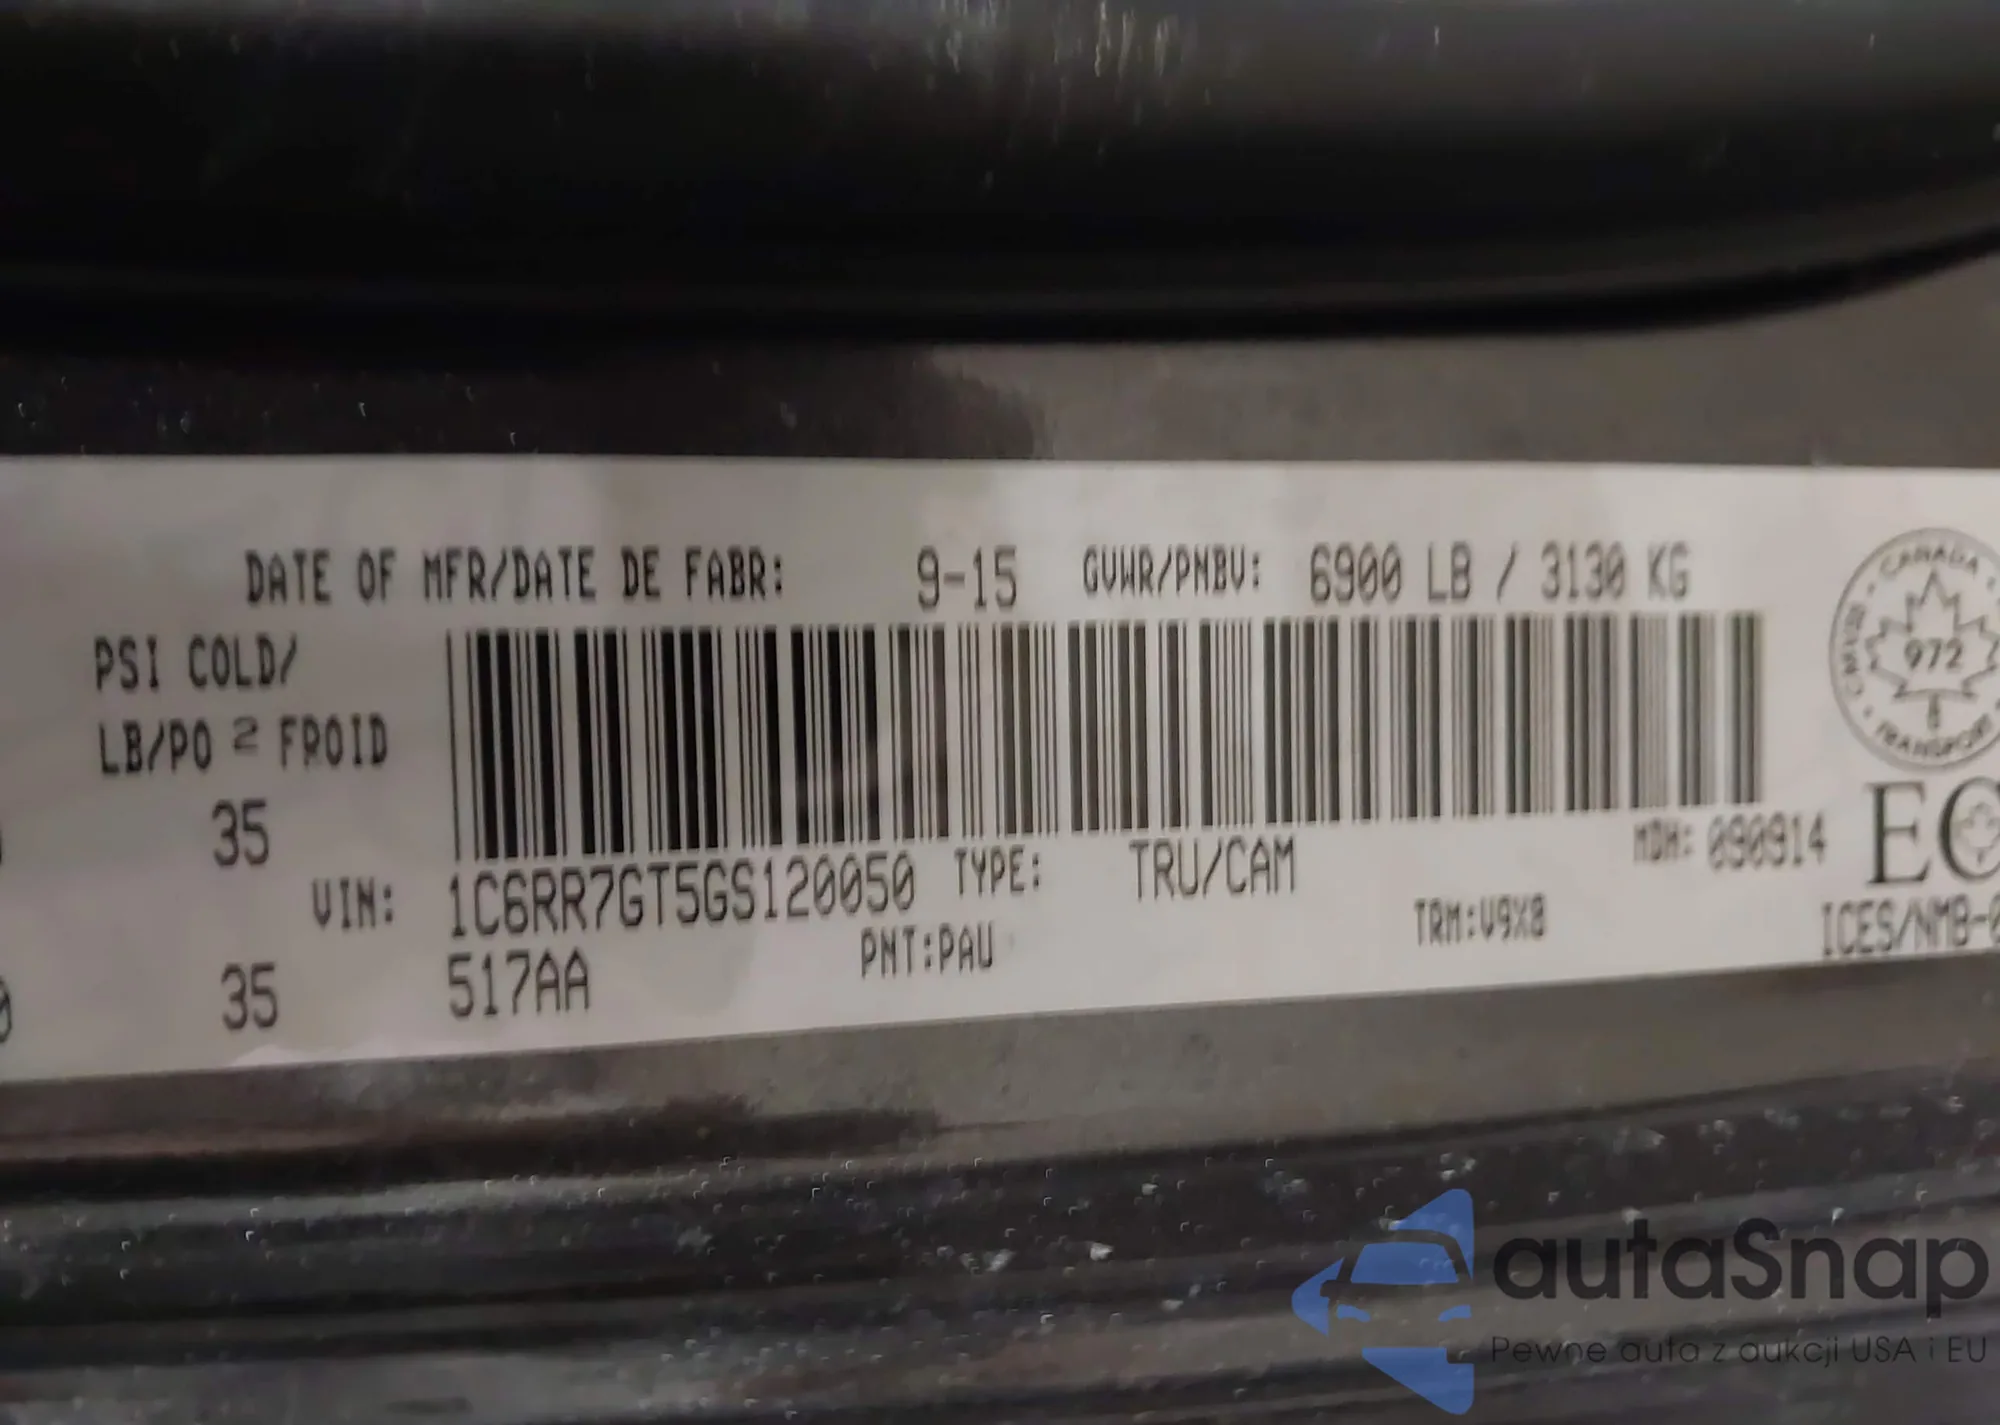 DATE OF MFR/DATE DE FABR: 9-15 GVWR/PNBV: 6900 LB / 3130 KG
PSI COLD/
LB/PO 2 FROID
35
VIN: 1C6RR7GT5GS120050 TYPE: TRU/CAM MDH: 090914
35
517AA PNT:PAU TRM:V9X8
CANADA
972
TRANSPORT
ICES/NMB-0
autaSnap
Pewne auta z aukcji USA i EU